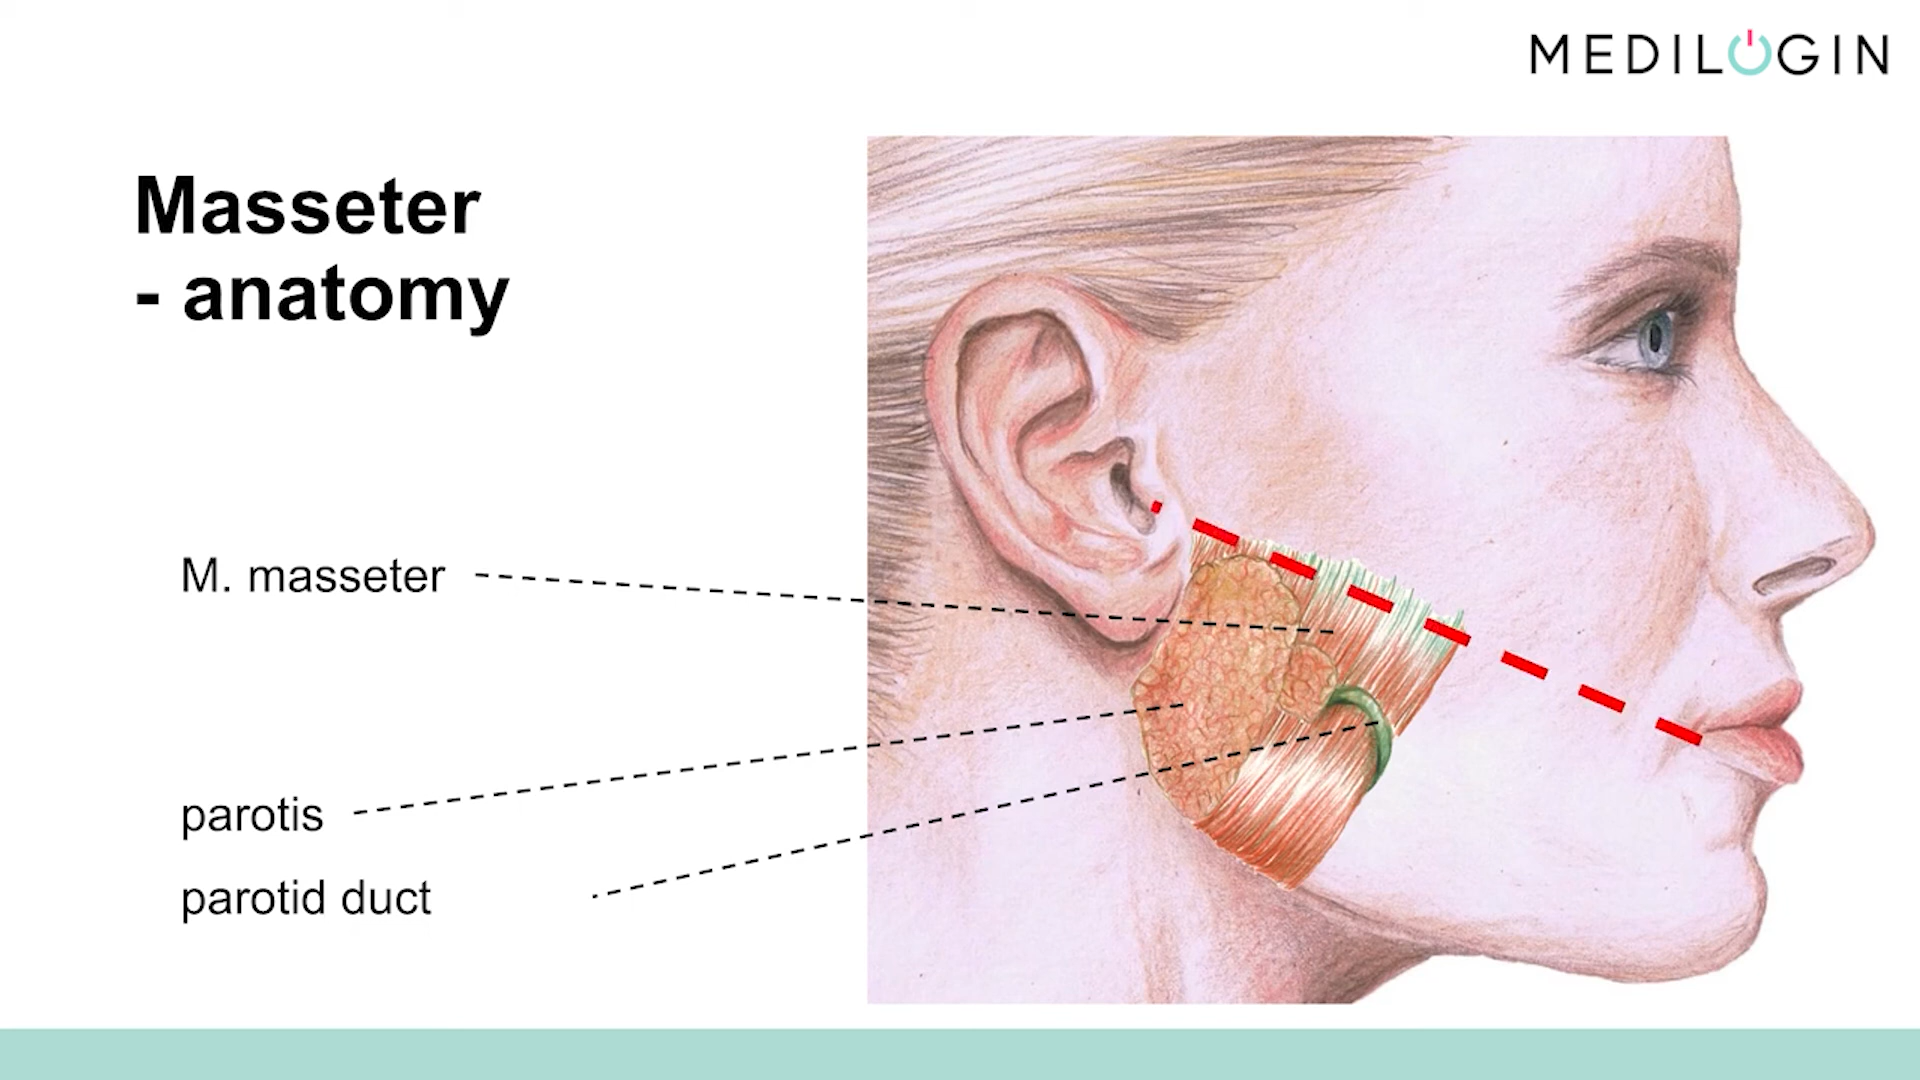 MEDILOGIN
Masseter
- anatomy
M. masseter
parotis
parotid duct